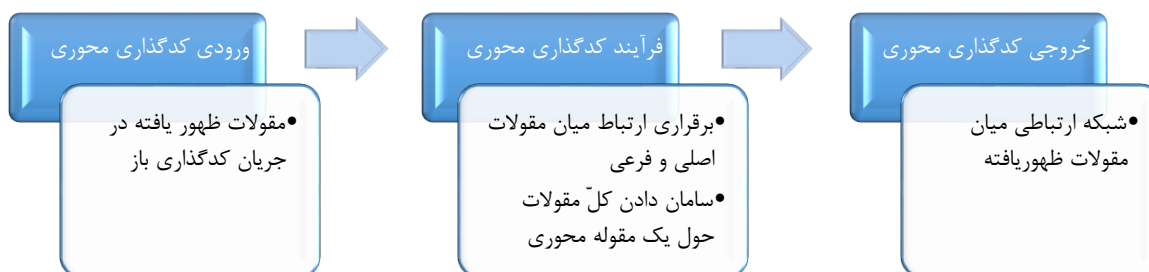 ورودی کدگذاری محوری
•مقولات ظهور یافته در
جریان کدگذاری باز
فرآیند کدگذاری محوری
•برقراری ارتباط میان مقولات
اصلی و فرعی
•سامان دادن کلّ مقولات
حول یک مقوله محوری
خروجی کدگذاری محوری
•شبکه ارتباطی میان
مقولات ظهوریافته